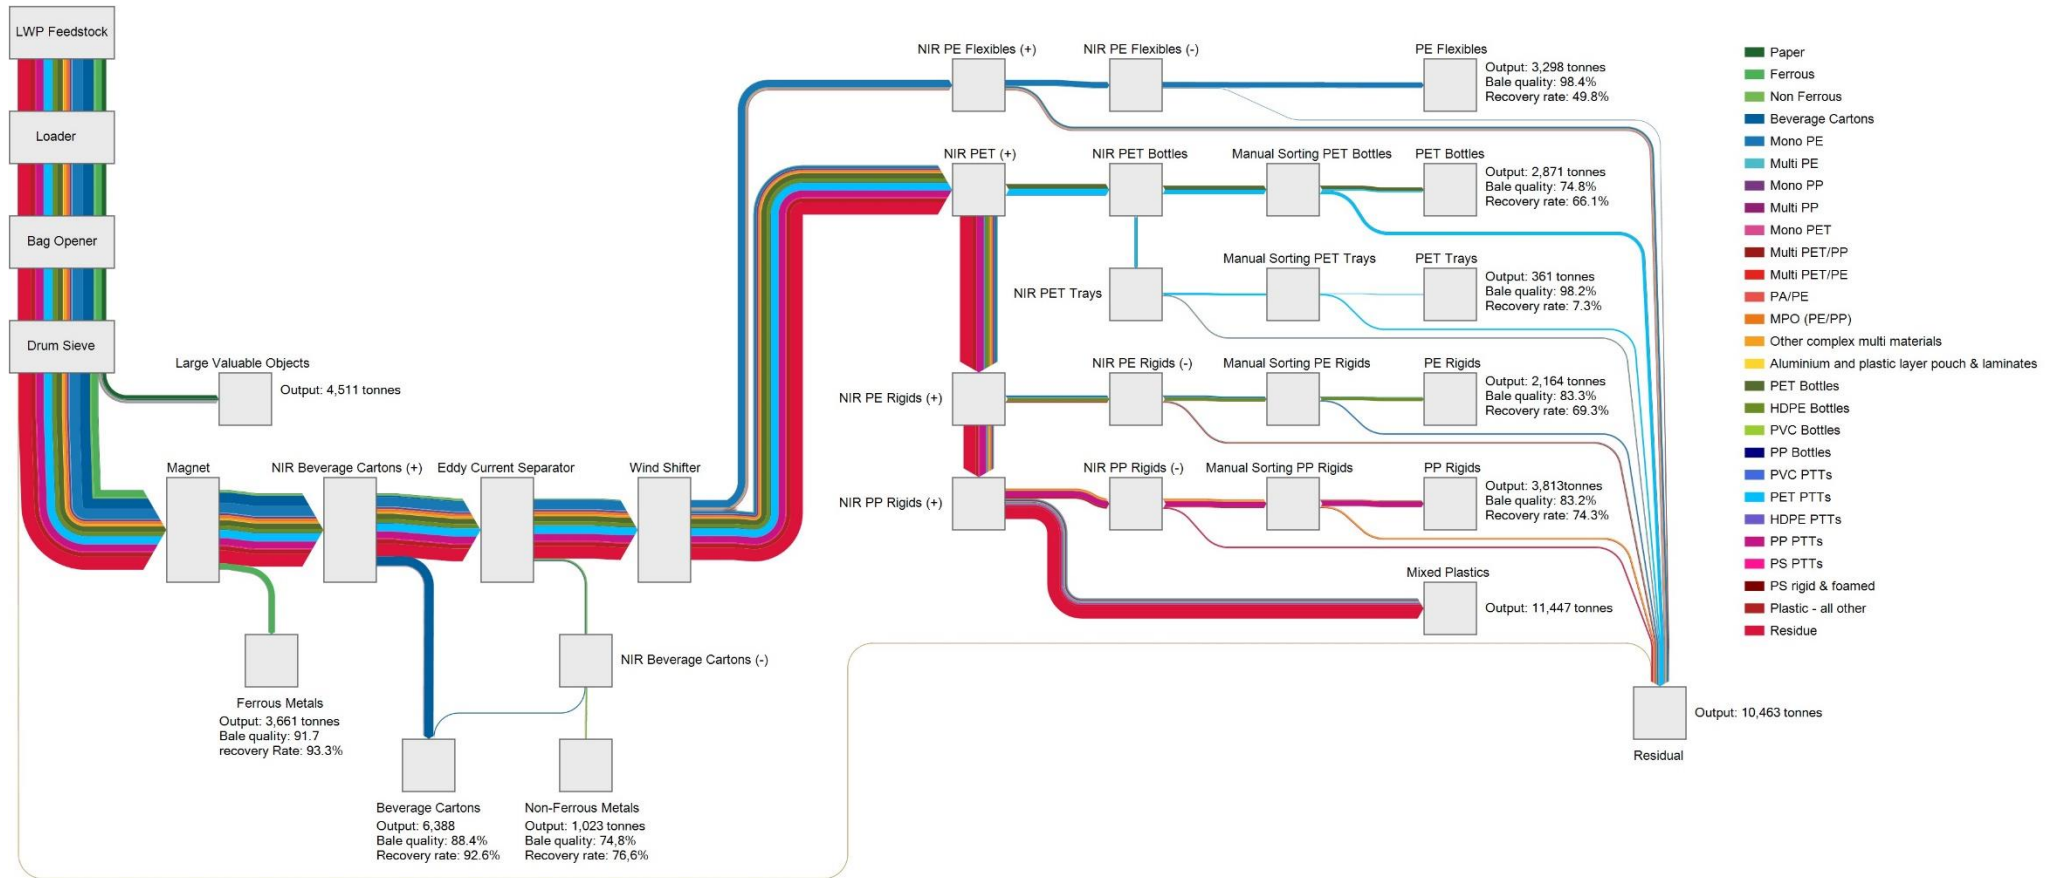 LWP Feedstock
Loader
Bag Opener
Drum Sieve
Large Valuable Objects
Output: 4,511 tonnes
Magnet
NIR Beverage Cartons (+)
Eddy Current Separator
Wind Shifter
Ferrous Metals
Output: 3,661 tonnes
Bale quality: 91.7
recovery Rate: 93.3%
NIR Beverage Cartons (-)
Beverage Cartons
Output: 6,388
Bale quality: 88.4%
Recovery rate: 92.6%
Non-Ferrous Metals
Output: 1,023 tonnes
Bale quality: 74,8%
Recovery rate: 76,6%
NIR PE Flexibles (+)
NIR PE Flexibles (-)
PE Flexibles
Output: 3,298 tonnes
Bale quality: 98.4%
Recovery rate: 49.8%
NIR PET (+)
NIR PET Bottles
Manual Sorting PET Bottles
PET Bottles
Output: 2,871 tonnes
Bale quality: 74.8%
Recovery rate: 66.1%
NIR PET Trays
Manual Sorting PET Trays
PET Trays
Output: 361 tonnes
Bale quality: 98.2%
Recovery rate: 7.3%
NIR PE Rigids (+)
NIR PE Rigids (-)
Manual Sorting PE Rigids
PE Rigids
Output: 2,164 tonnes
Bale quality: 83.3%
Recovery rate: 69.3%
NIR PP Rigids (+)
NIR PP Rigids (-)
Manual Sorting PP Rigids
PP Rigids
Output: 3,813tonnes
Bale quality: 83.2%
Recovery rate: 74.3%
Mixed Plastics
Output: 11,447 tonnes
Residual
Output: 10,463 tonnes
Paper
Ferrous
Non Ferrous
Beverage Cartons
Mono PE
Multi PE
Mono PP
Multi PP
Mono PET
Multi PET/PP
Multi PET/PE
PA/PE
MPO (PE/PP)
Other complex multi materials
Aluminium and plastic layer pouch & laminates
PET Bottles
HDPE Bottles
PVC Bottles
PP Bottles
PVC PTTs
PET PTTs
HDPE PTTs
PP PTTs
PS PTTs
PS rigid & foamed
Plastic - all other
Residue